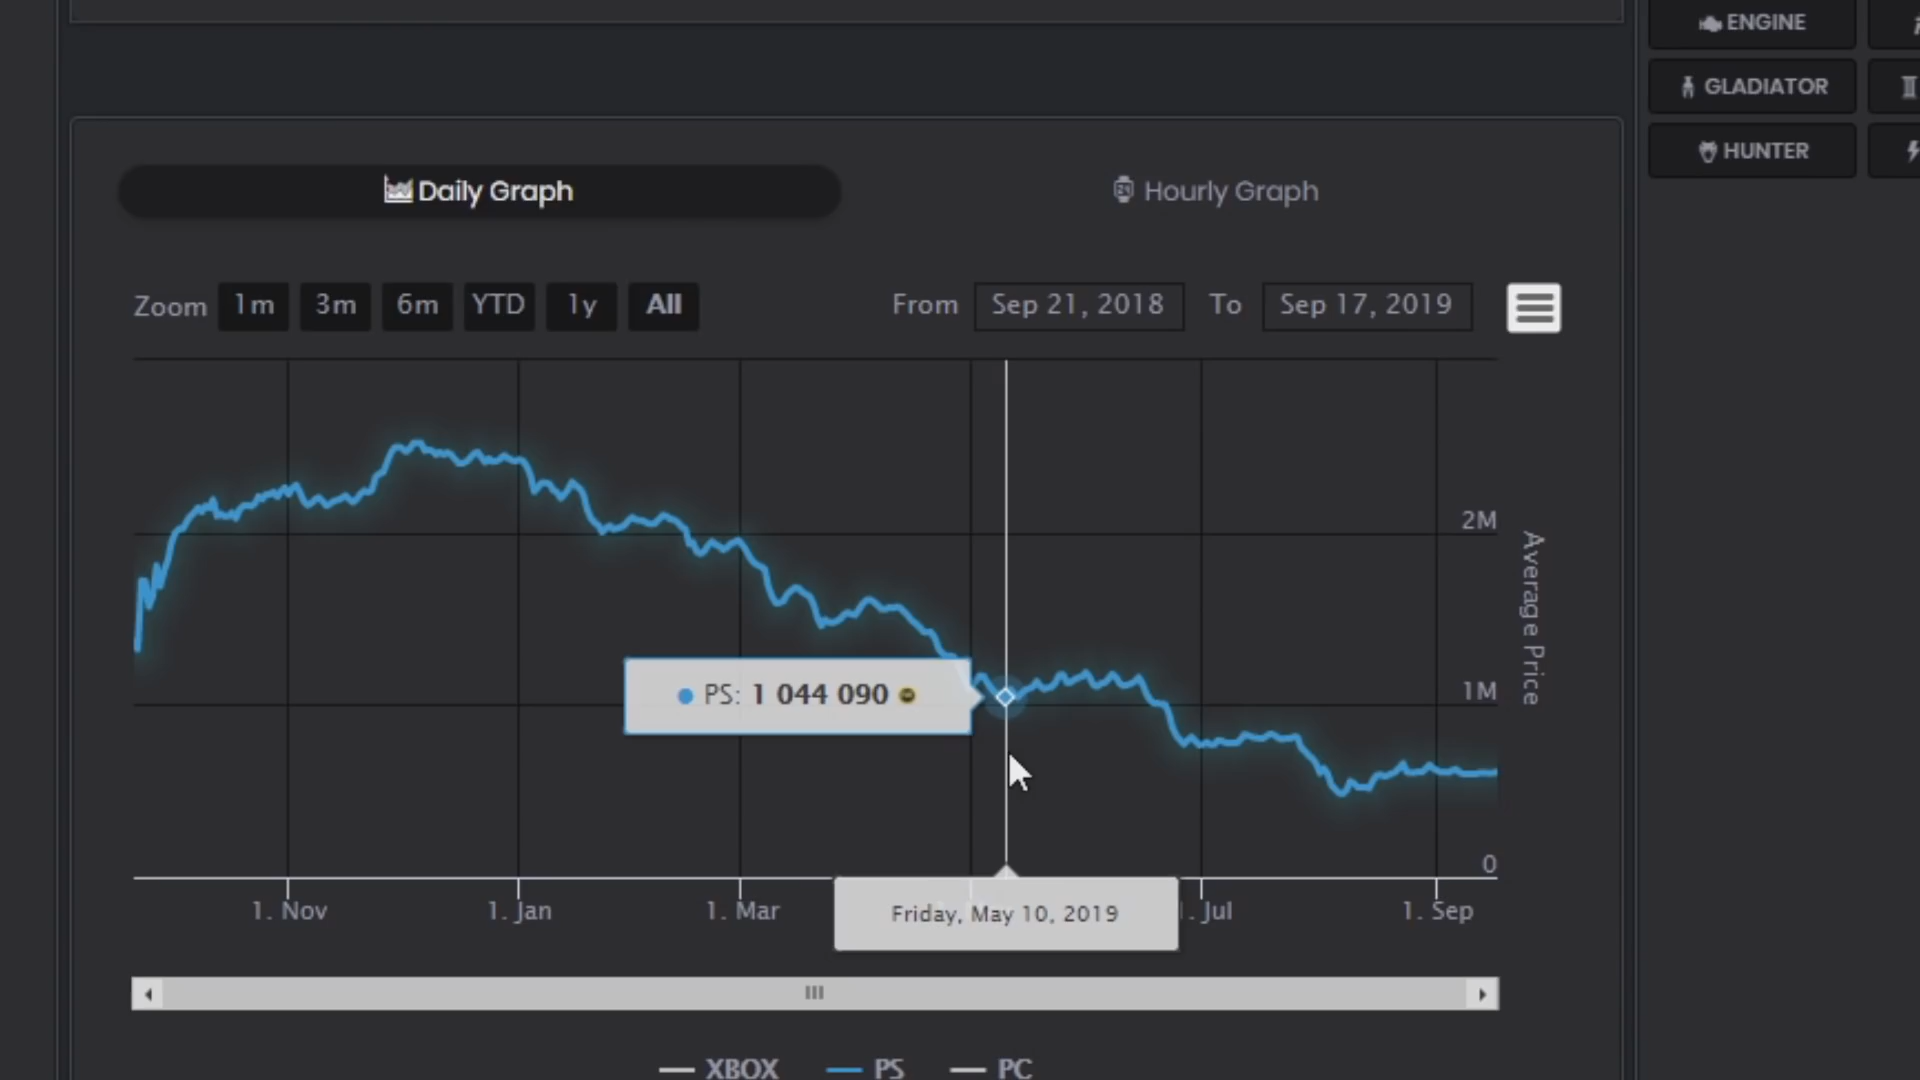 ENGINE
GLADIATOR
HUNTER
Daily Graph
Hourly Graph
Zoom 1m 3m 6m YTD 1y All
From Sep 21, 2018 To Sep 17, 2019
2M
1M
0
Average Price
PS: 1 044 090
1. Nov 1. Jan 1. Mar . Jul 1. Sep
Friday, May 10, 2019
XBOX PS PC